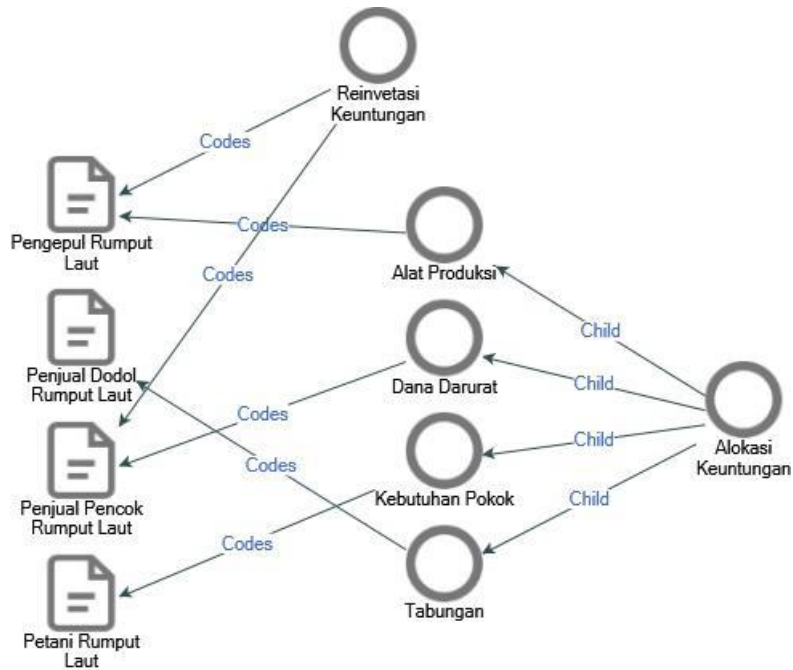 Reinvetasi
Keuntungan
Codes
Pengepul Rumput
Laut
Codes
Alat Produksi
Codes
Child
Penjual Dodol
Rumput Laut
Dana Darurat
Child
Codes
Child
Alokasi
Keuntungan
Penjual Pencok
Rumput Laut
Codes
Kebutuhan Pokok
Child
Codes
Tabungan
Petani Rumput
Laut